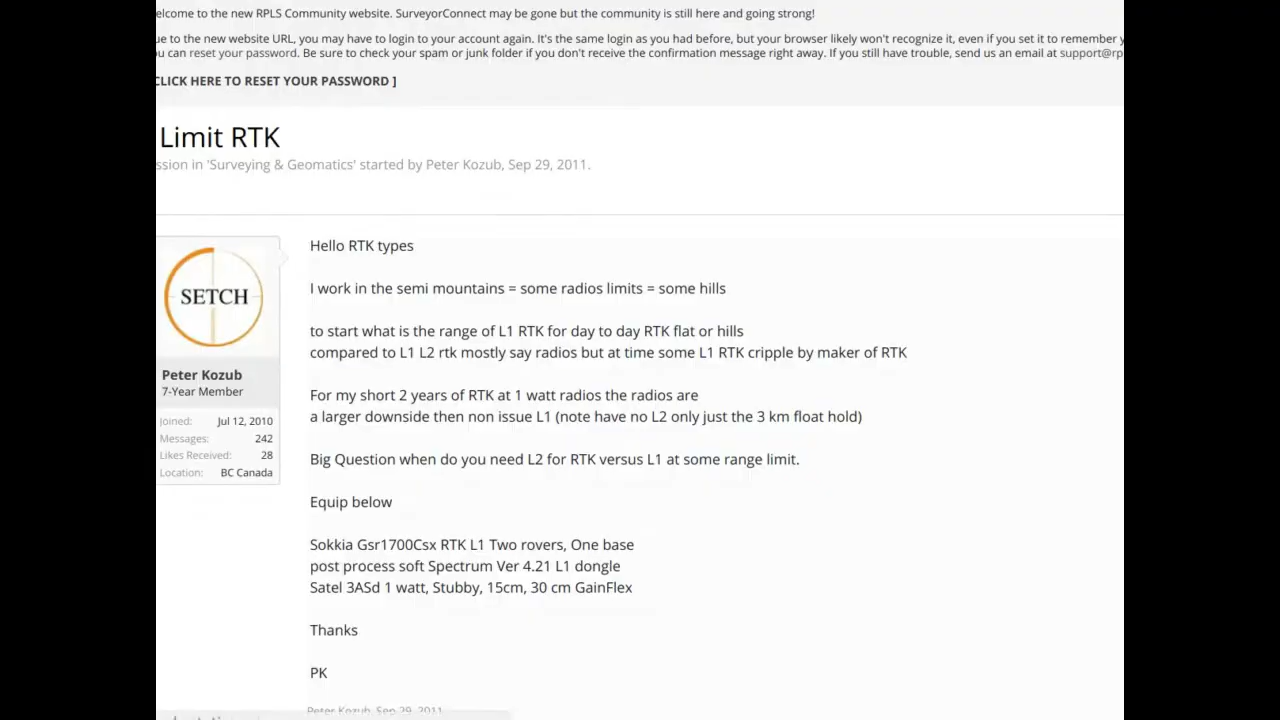 elcome to the new RPLS Community website. SurveyorConnect may be gone but the community is still here and going strong!
ue to the new website URL, you may have to login to your account again. It's the same login as you had before, but your browser likely won't recognize it, even if you set it to remember y
u can reset your password. Be sure to check your spam or junk folder if you don't receive the confirmation message right away. If you still have trouble, send us an email at support@rp
CLICK HERE TO RESET YOUR PASSWORD ]
Limit RTK
ssion in 'Surveying & Geomatics' started by Peter Kozub, Sep 29, 2011.
SETCH
Peter Kozub
7-Year Member
Joined: Jul 12, 2010
Messages: 242
Likes Received: 28
Location: BC Canada
Hello RTK types
I work in the semi mountains = some radios limits = some hills
to start what is the range of L1 RTK for day to day RTK flat or hills
compared to L1 L2 rtk mostly say radios but at time some L1 RTK cripple by maker of RTK
For my short 2 years of RTK at 1 watt radios the radios are
a larger downside then non issue L1 (note have no L2 only just the 3 km float hold)
Big Question when do you need L2 for RTK versus L1 at some range limit.
Equip below
Sokkia Gsr1700Csx RTK L1 Two rovers, One base
post process soft Spectrum Ver 4.21 L1 dongle
Satel 3ASd 1 watt, Stubby, 15cm, 30 cm GainFlex
Thanks
PK
Peter Kozub, Sep 29, 2011